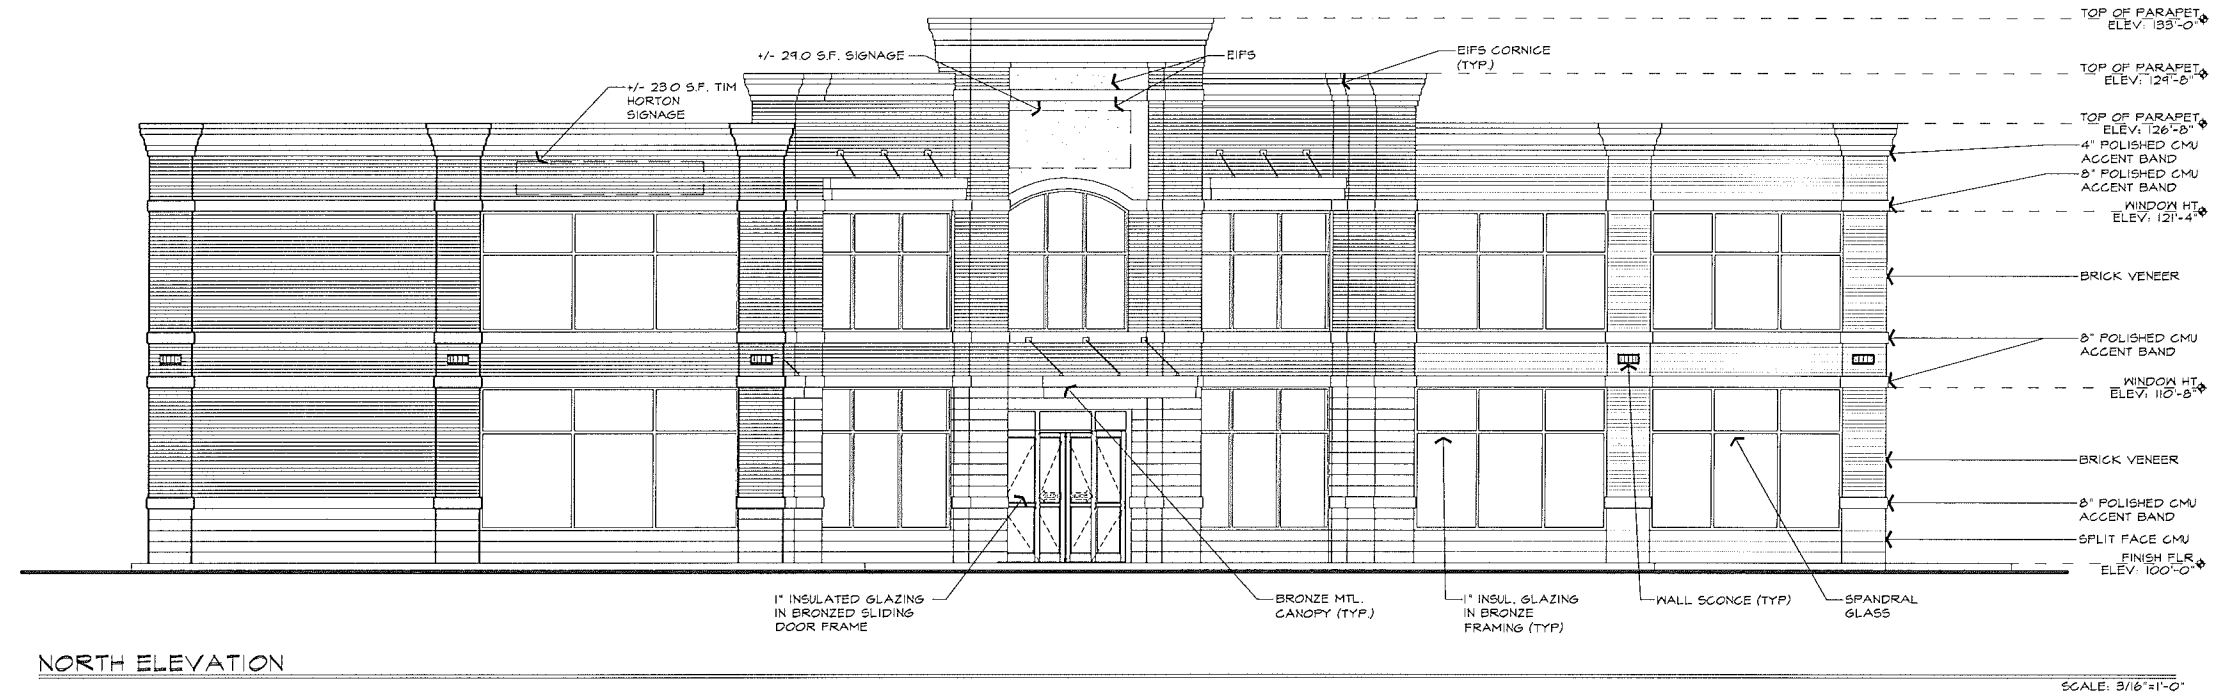 TOP OF PARAPET
ELEV: 133'-0"
+/- 29.0 S.F. SIGNAGE
EIFS
EIFS CORNICE
(TYP.)
TOP OF PARAPET
ELEV: 129'-8"
+/- 23.0 S.F. TIM
HORTON
SIGNAGE
TOP OF PARAPET
ELEV: 126'-8"
4" POLISHED CMU
ACCENT BAND
8" POLISHED CMU
ACCENT BAND
WINDOW HT.
ELEV: 121'-4"
BRICK VENEER
8" POLISHED CMU
ACCENT BAND
WINDOW HT.
ELEV: 110'-8"
BRICK VENEER
8" POLISHED CMU
ACCENT BAND
SPLIT FACE CMU
FINISH FLR
ELEV: 100'-0"
1" INSULATED GLAZING
IN BRONZED SLIDING
DOOR FRAME
BRONZE MTL.
CANOPY (TYP.)
1" INSUL. GLAZING
IN BRONZE
FRAMING (TYP)
WALL SCONCE (TYP)
SPANDRAL
GLASS
NORTH ELEVATION
SCALE: 3/16"=1'-0"